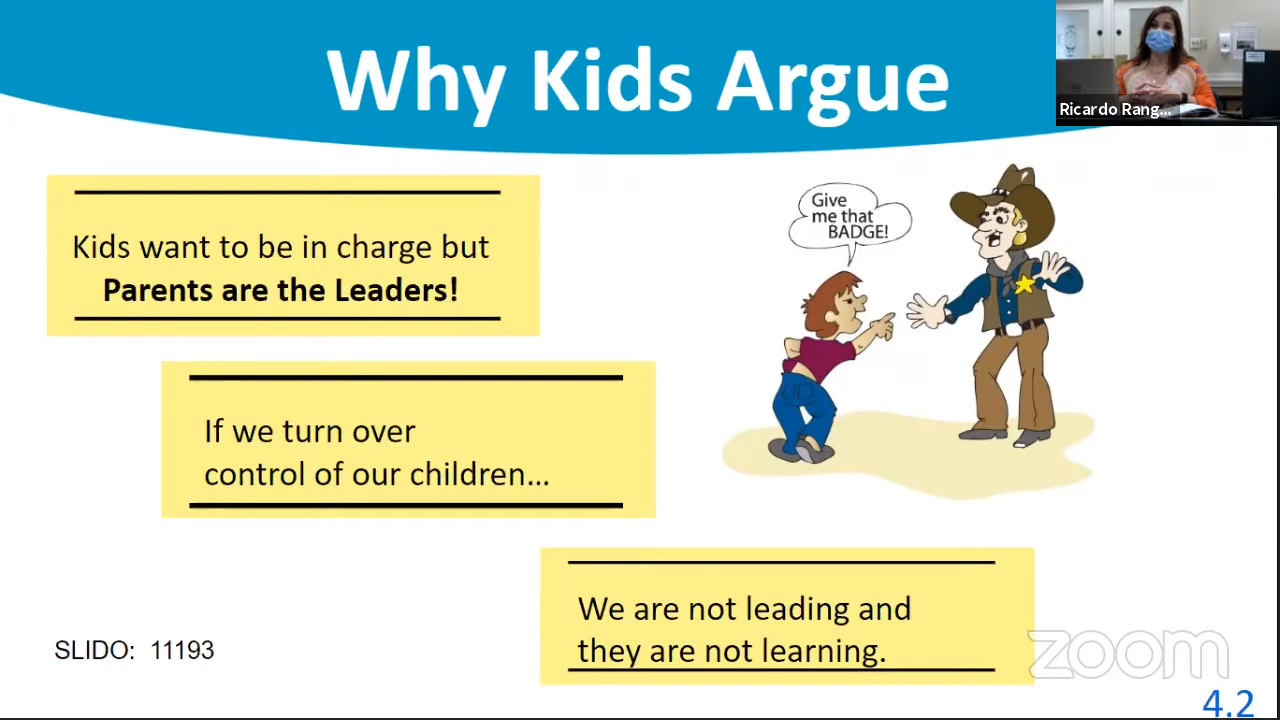 Why Kids Argue
Ricardo Rang...
Kids want to be in charge but
Parents are the Leaders!
Give
me that
BADGE!
If we turn over
control of our children...
We are not leading and
they are not learning.
SLIDO: 11193
zoom
4.2